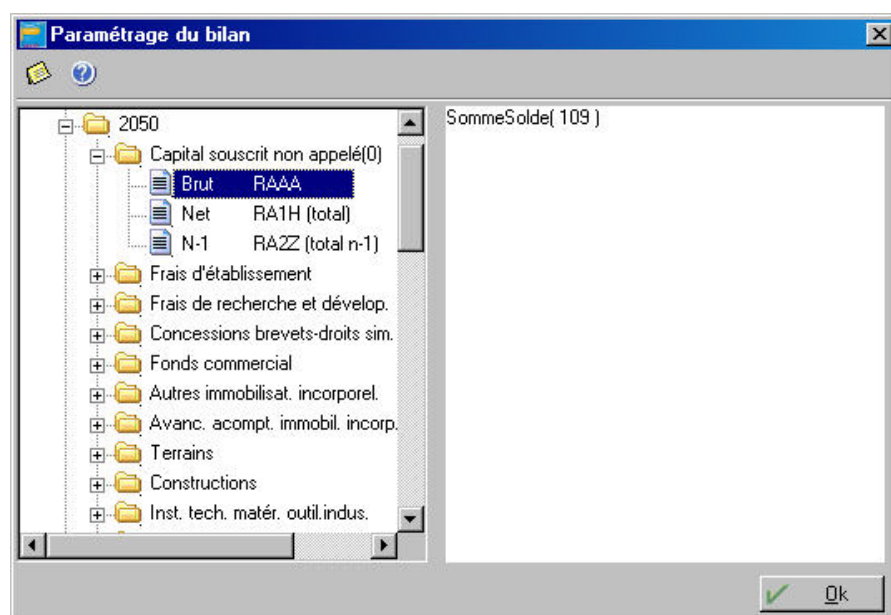 Paramétrage du bilan
2050
Capital souscrit non appelé(0)
Brut RAAA
Net RA1H (total)
N-1 RA2Z (total n-1)
Frais d'établissement
Frais de recherche et dévelop.
Concessions brevets-droits sim.
Fonds commercial
Autres immobilisat. incorporel.
Avanc. acompt. immobil. incorp.
Terrains
Constructions
Inst. tech. matér. outil.indus.
SommeSolde( 109 )
Ok